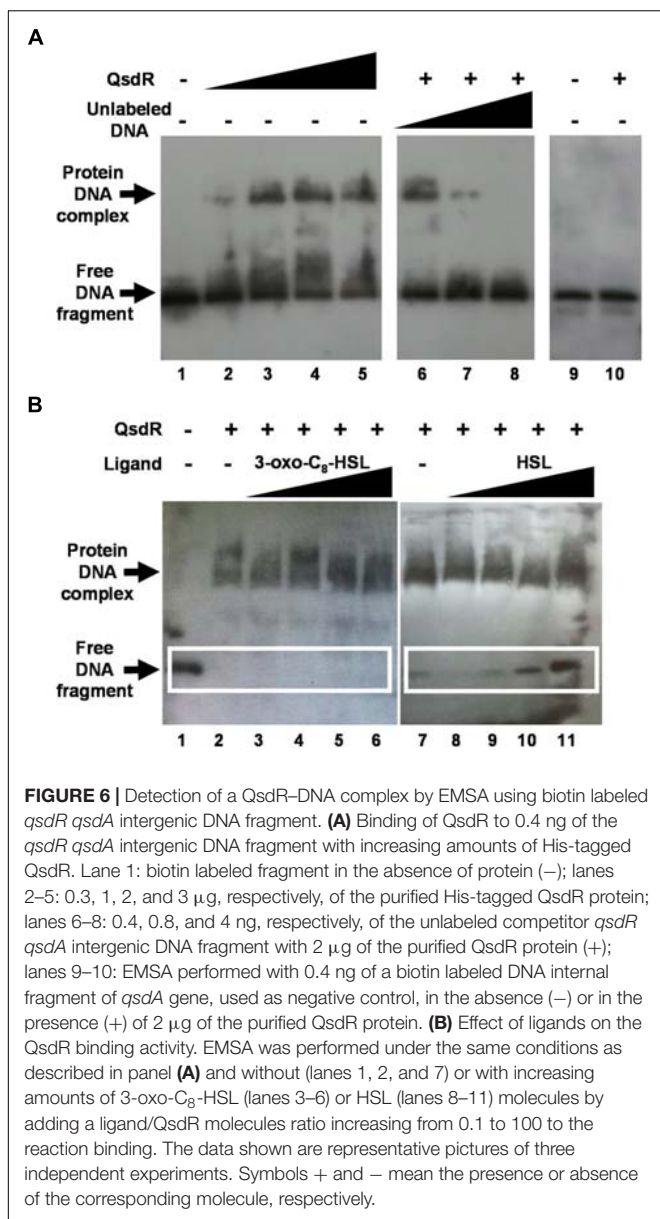 A
QsdR - + + +  - +
Unlabeled
DNA
- - - - - - -
Protein
DNA
complex
Free
DNA
fragment
1 2 3 4 5 6 7 8 9 10
B
QsdR - + + + + + + + + + +
Ligand - - 3-oxo-C₈-HSL - HSL
Protein
DNA
complex
Free
DNA
fragment
1 2 3 4 5 6 7 8 9 10 11
FIGURE 6 | Detection of a QsdR–DNA complex by EMSA using biotin labeled
qsdR qsdA intergenic DNA fragment. (A) Binding of QsdR to 0.4 ng of the
qsdR qsdA intergenic DNA fragment with increasing amounts of His-tagged
QsdR. Lane 1: biotin labeled fragment in the absence of protein (−); lanes
2–5: 0.3, 1, 2, and 3 μg, respectively, of the purified His-tagged QsdR protein;
lanes 6–8: 0.4, 0.8, and 4 ng, respectively, of the unlabeled competitor qsdR
qsdA intergenic DNA fragment with 2 μg of the purified QsdR protein (+);
lanes 9–10: EMSA performed with 0.4 ng of a biotin labeled DNA internal
fragment of qsdA gene, used as negative control, in the absence (−) or in the
presence (+) of 2 μg of the purified QsdR protein. (B) Effect of ligands on the
QsdR binding activity. EMSA was performed under the same conditions as
described in panel (A) and without (lanes 1, 2, and 7) or with increasing
amounts of 3-oxo-C₈-HSL (lanes 3–6) or HSL (lanes 8–11) molecules by
adding a ligand/QsdR molecules ratio increasing from 0.1 to 100 to the
reaction binding. The data shown are representative pictures of three
independent experiments. Symbols + and − mean the presence or absence
of the corresponding molecule, respectively.